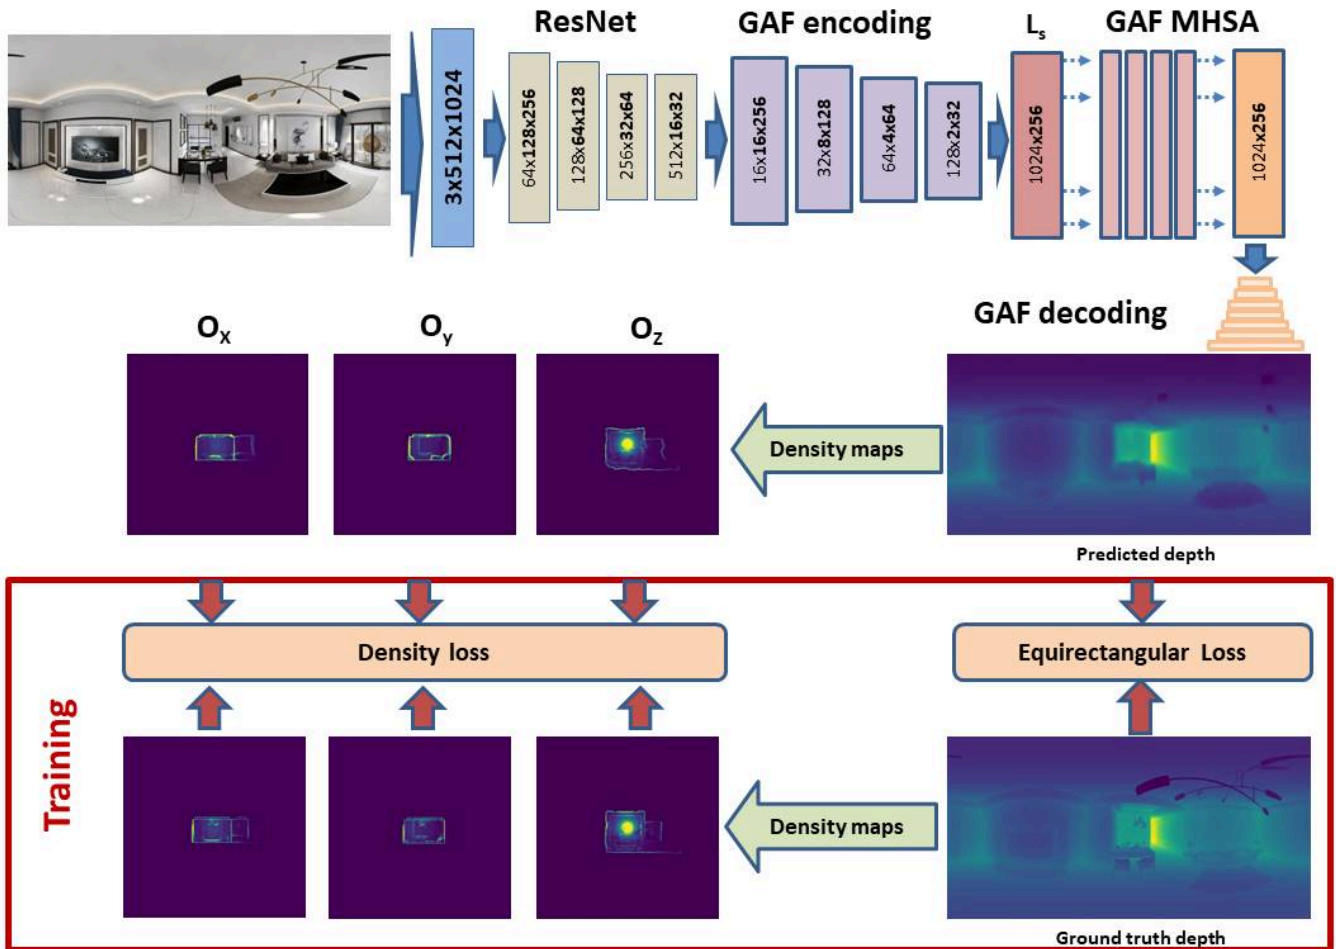 ResNet
GAF encoding
Ls
GAF MHSA
3x512x1024
64x128x256
128x64x128
256x32x64
512x16x32
16x16x256
32x8x128
64x4x64
128x2x32
1024x256
1024x256
GAF decoding
Ox
Oy
Oz
Density maps
Predicted depth
Density loss
Equirectangular Loss
Training
Density maps
Ground truth depth